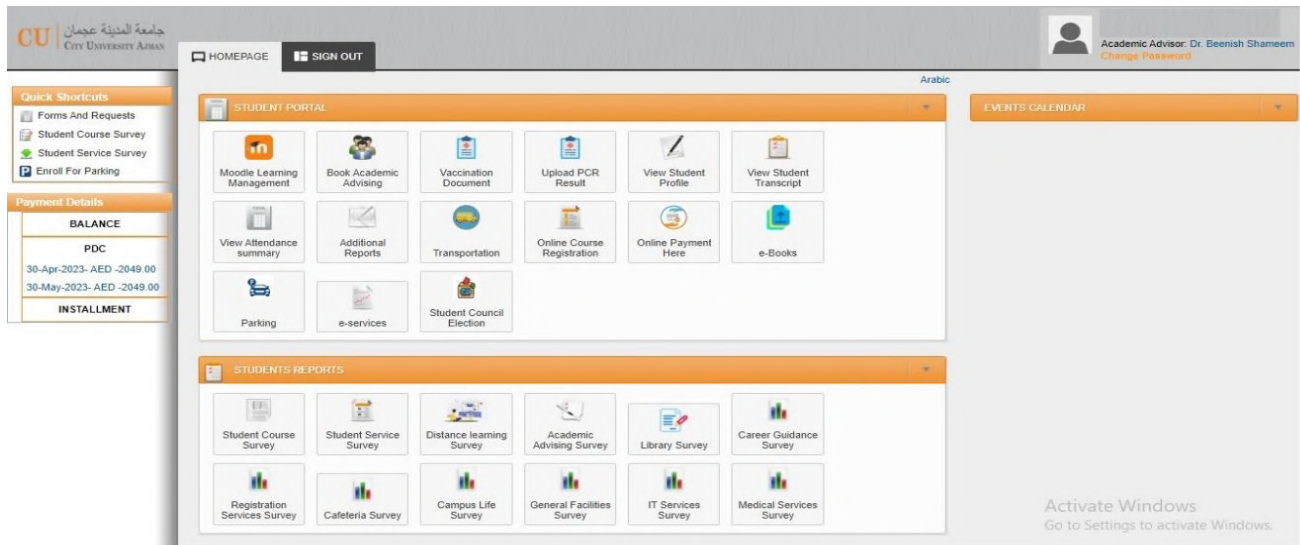 CU
جامعة المدينة عجمان
CITY UNIVERSITY AJMAN
HOMEPAGE
SIGN OUT
Academic Advisor: Dr. Beenish Shameem
Change Password
Arabic
Quick Shortcuts
Forms And Requests
Student Course Survey
Student Service Survey
Enroll For Parking
Payment Details
BALANCE
PDC
30-Apr-2023- AED -2049.00
30-May-2023- AED -2049.00
INSTALLMENT
STUDENT PORTAL
Moodle Learning
Management
Book Academic
Advising
Vaccination
Document
Upload PCR
Result
View Student
Profile
View Student
Transcript
View Attendance
summary
Additional
Reports
Transportation
Online Course
Registration
Online Payment
Here
e-Books
Parking
e-services
Student Council
Election
STUDENTS REPORTS
Student Course
Survey
Student Service
Survey
Distance learning
Survey
Academic
Advising Survey
Library Survey
Career Guidance
Survey
Registration
Services Survey
Cafeteria Survey
Campus Life
Survey
General Facilities
Survey
IT Services
Survey
Medical Services
Survey
EVENTS CALENDAR
Activate Windows
Go to Settings to activate Windows.